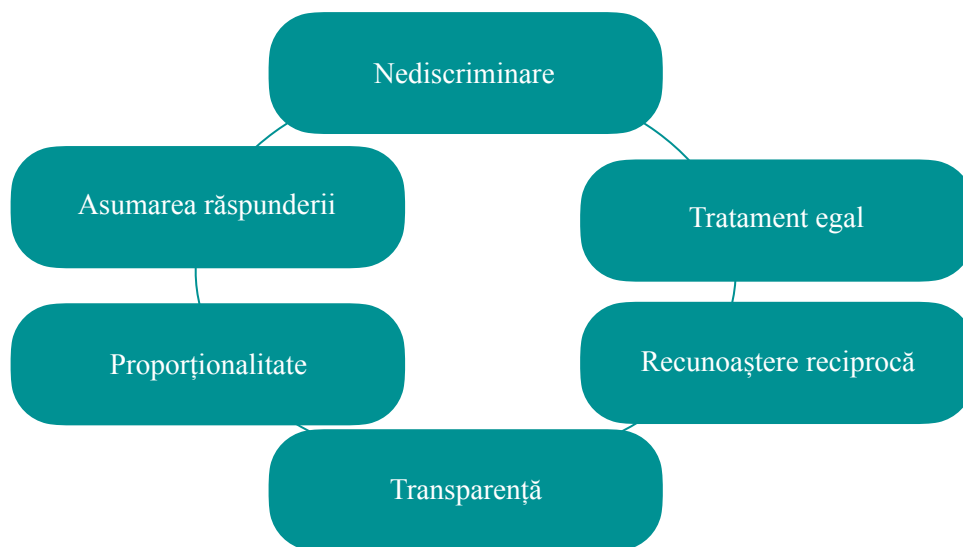 Nediscriminare
Asumarea răspunderii
Tratament egal
Proporționalitate
Recunoaștere reciprocă
Transparență